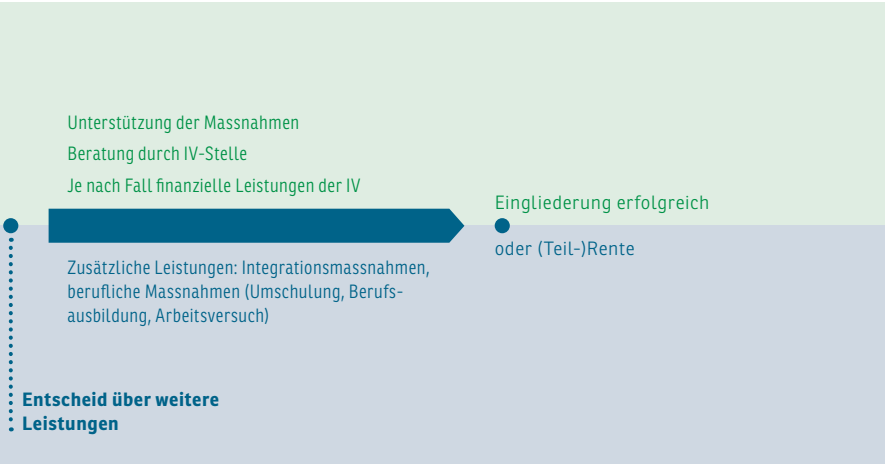 Unterstützung der Massnahmen
Beratung durch IV-Stelle
Je nach Fall finanzielle Leistungen der IV
Eingliederung erfolgreich
oder (Teil-)Rente
Zusätzliche Leistungen: Integrationsmassnahmen,
berufliche Massnahmen (Umschulung, Berufs-
ausbildung, Arbeitsversuch)
Entscheid über weitere
Leistungen